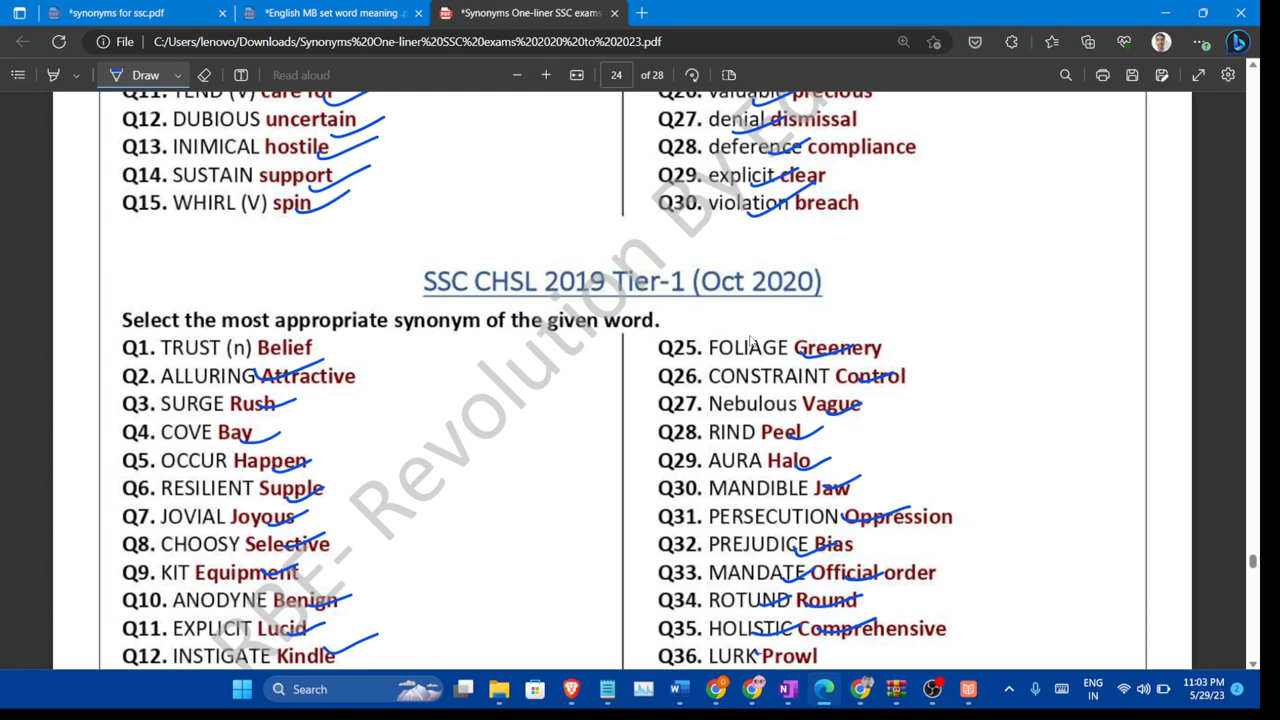 *synonyms for ssc.pdf
*English MB set word meaning .p
*Synonyms One-liner SSC exams
File
C:/Users/lenovo/Downloads/Synonyms%20One-liner%20SSC%20exams%202020%20to%202023.pdf
Draw
Read aloud
24 of 28
Q11. TEND (V) care for
Q12. DUBIOUS uncertain
Q13. INIMICAL hostile
Q14. SUSTAIN support
Q15. WHIRL (V) spin
Q26. valuable precious
Q27. denial dismissal
Q28. deference compliance
Q29. explicit clear
Q30. violation breach
SSC CHSL 2019 Tier-1 (Oct 2020)
Select the most appropriate synonym of the given word.
Q1. TRUST (n) Belief
Q2. ALLURING Attractive
Q3. SURGE Rush
Q4. COVE Bay
Q5. OCCUR Happen
Q6. RESILIENT Supple
Q7. JOVIAL Joyous
Q8. CHOOSY Selective
Q9. KIT Equipment
Q10. ANODYNE Benign
Q11. EXPLICIT Lucid
Q12. INSTIGATE Kindle
Q25. FOLIAGE Greenery
Q26. CONSTRAINT Control
Q27. Nebulous Vague
Q28. RIND Peel
Q29. AURA Halo
Q30. MANDIBLE Jaw
Q31. PERSECUTION Oppression
Q32. PREJUDICE Bias
Q33. MANDATE Official order
Q34. ROTUND Round
Q35. HOLISTIC Comprehensive
Q36. LURK Prowl
RBE- Revolution By Ed
Search
ENG
IN
11:03 PM
5/29/23